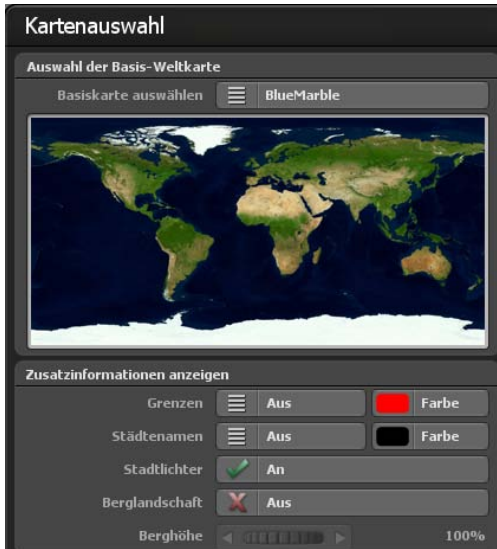 Kartenauswahl
Auswahl der Basis-Weltkarte
Basiskarte auswählen BlueMarble
Zusatzinformationen anzeigen
Grenzen Aus Farbe
Städtenamen Aus Farbe
Stadtlichter An
Berglandschaft Aus
Berghöhe 100%